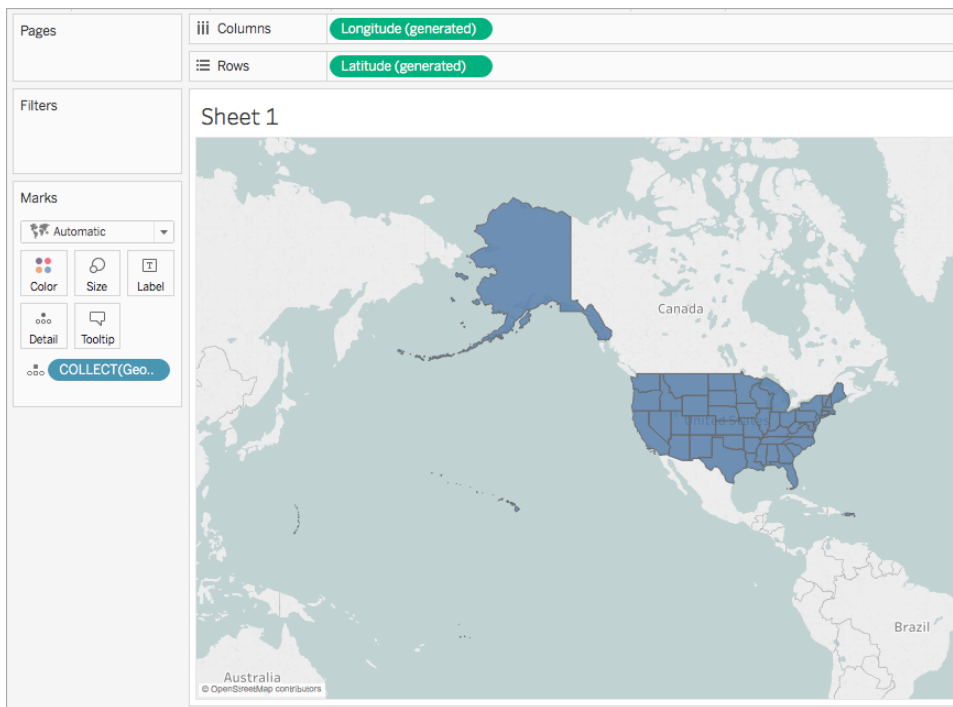 Pages
Columns
Longitude (generated)
Rows
Latitude (generated)
Filters
Sheet 1
Marks
Automatic
Color
Size
T
Label
Detail
Tooltip
COLLECT(Geo..
Canada
United States
Brazil
Australia
© OpenStreetMap contributors